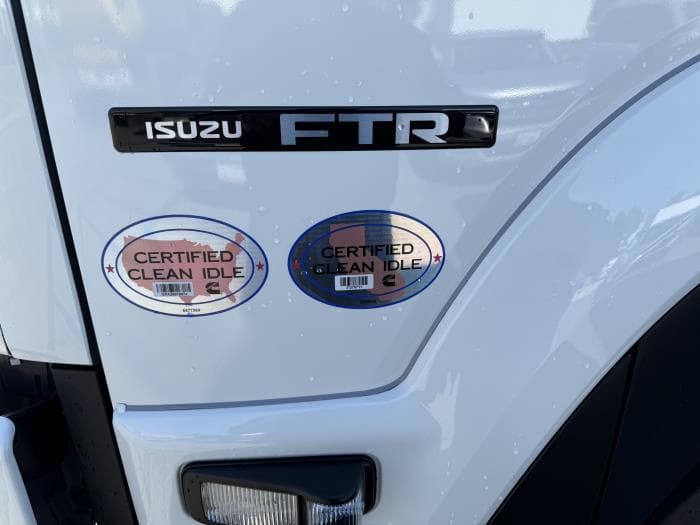 ISUZU FTR
CERTIFIED
CLEAN IDLE
CERTIFIED
CLEAN IDLE